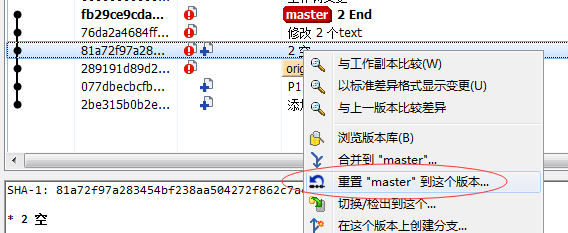 fb29ce9cda... master 2 End
76da2a4684ff... 修改 2 个text
81a72f97a28... 2 空
289191d89d2... orig
077decbcfb... P1
2be315b0b2e... 添加
与工作副本比较(W)
以标准差异格式显示变更(U)
与上一版本比较差异
浏览版本库(B)
合并到 "master"...
重置 "master" 到这个版本...
切换/检出到这个...
在这个版本上创建分支...
SHA-1: 81a72f97a283454bf238aa504272f862c7a
* 2 空